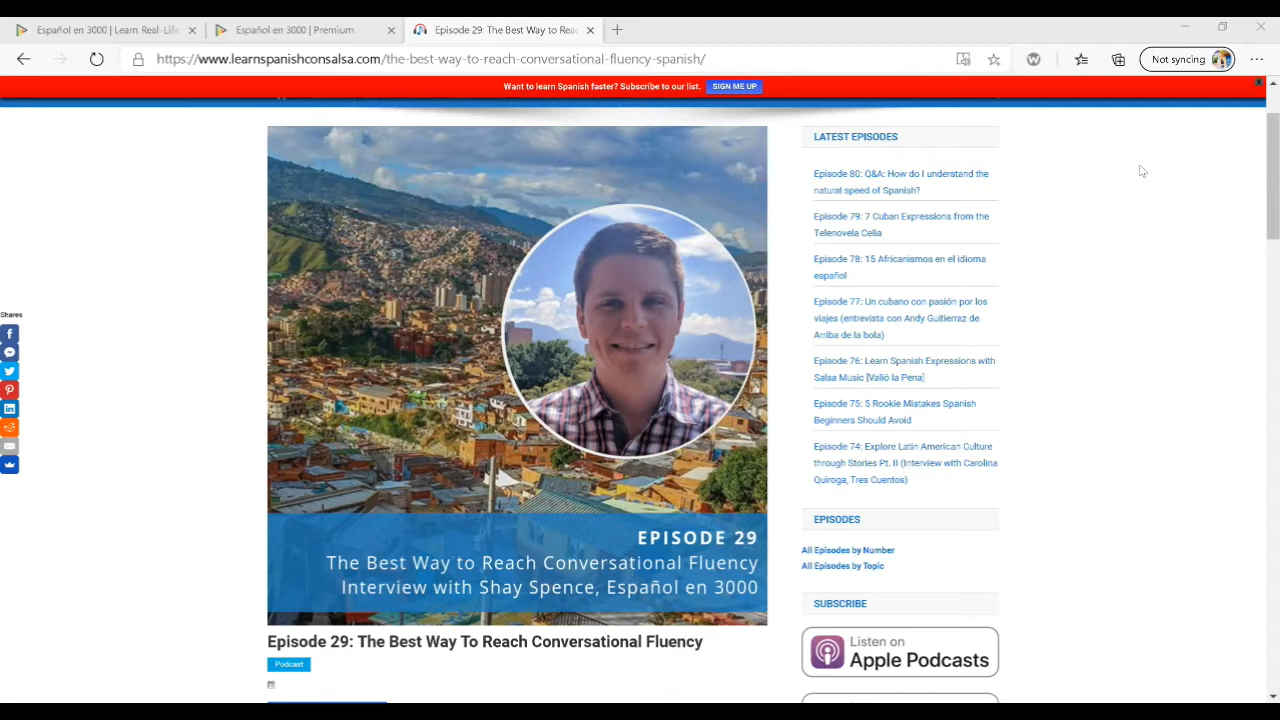 Español en 3000 | Learn Real-Life
Español en 3000 | Premium
Episode 29: The Best Way to Reac
https://www.learnspanishconsalsa.com/the-best-way-to-reach-conversational-fluency-spanish/
Not syncing
Want to learn Spanish faster? Subscribe to our list.
SIGN ME UP
Shares
EPISODE 29
The Best Way to Reach Conversational Fluency
Interview with Shay Spence, Español en 3000
Episode 29: The Best Way To Reach Conversational Fluency
Podcast
LATEST EPISODES
Episode 80: Q&A: How do I understand the
natural speed of Spanish?
Episode 79: 7 Cuban Expressions from the
Telenovela Celia
Episode 78: 15 Africanismos en el idioma
español
Episode 77: Un cubano con pasión por los
viajes (entrevista con Andy Guitierraz de
Arriba de la bola)
Episode 76: Learn Spanish Expressions with
Salsa Music [Valió la Pena]
Episode 75: 5 Rookie Mistakes Spanish
Beginners Should Avoid
Episode 74: Explore Latin American Culture
through Stories Pt. II (Interview with Carolina
Quiroga, Tres Cuentos)
EPISODES
All Episodes by Number
All Episodes by Topic
SUBSCRIBE
Listen on
Apple Podcasts